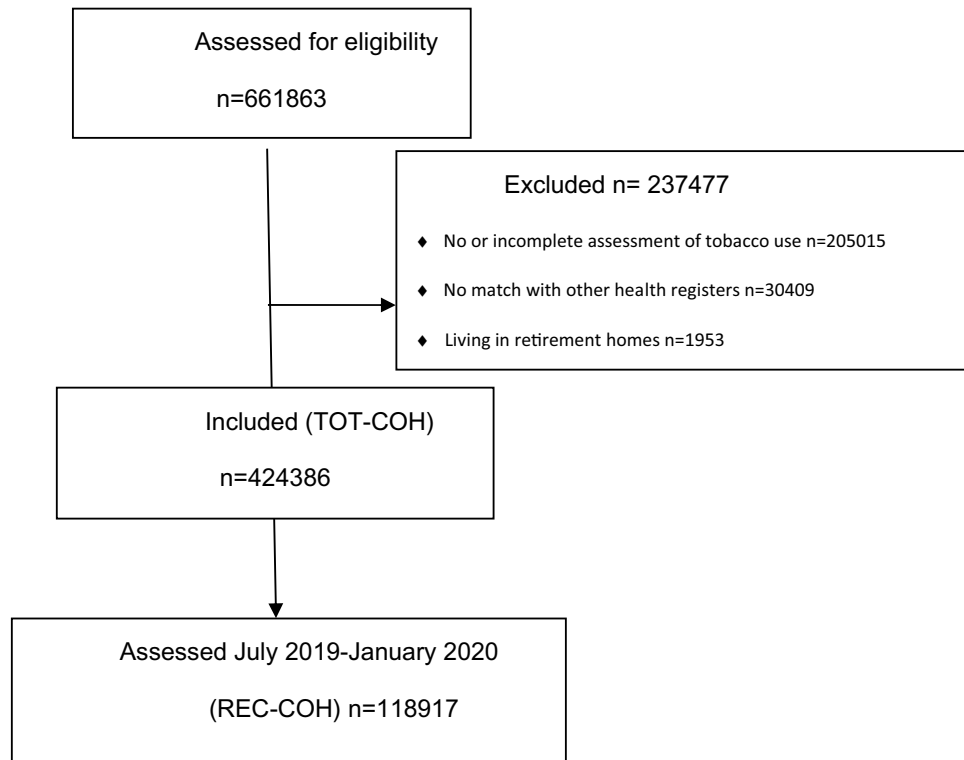 Assessed for eligibility
n=661863
Excluded n= 237477
♦ No or incomplete assessment of tobacco use n=205015
♦ No match with other health registers n=30409
♦ Living in retirement homes n=1953
Included (TOT-COH)
n=424386
Assessed July 2019-January 2020
(REC-COH) n=118917